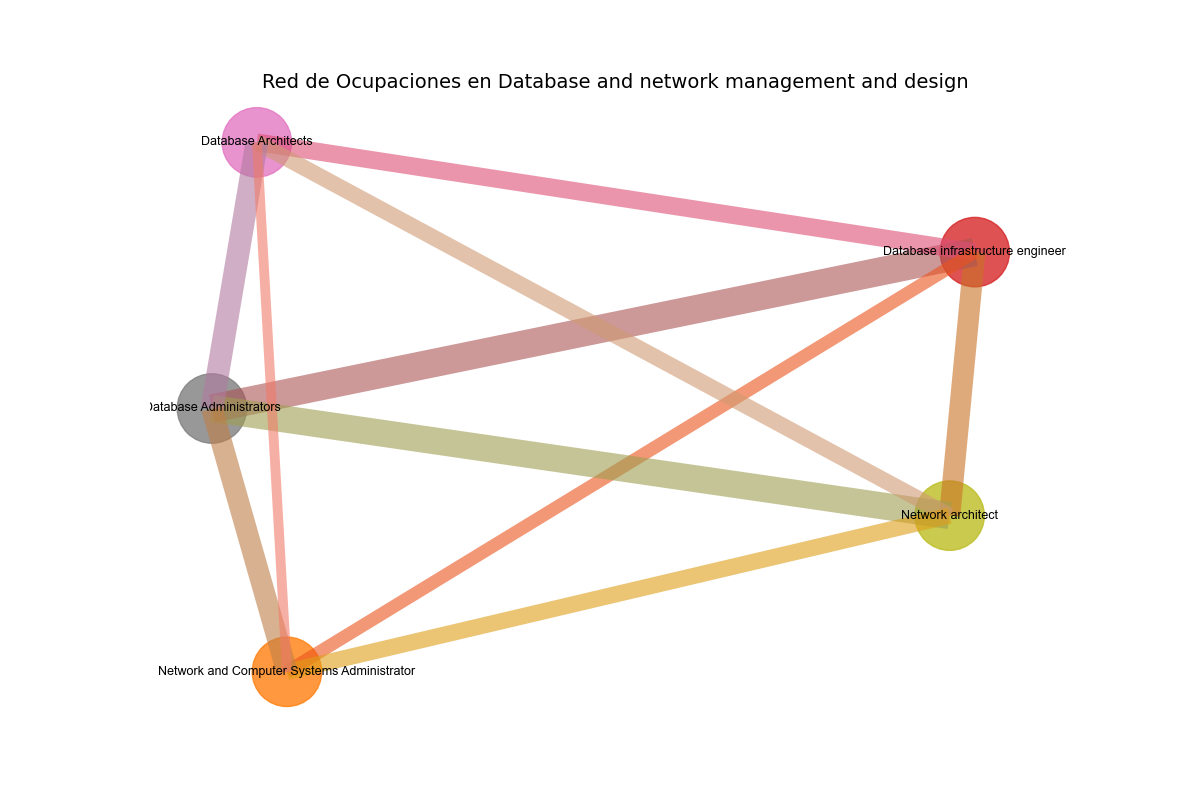 Red de Ocupaciones en Database and network management and design
Database Architects
Database infrastructure engineer
atabase Administrators
Network architect
Network and Computer Systems Administrator